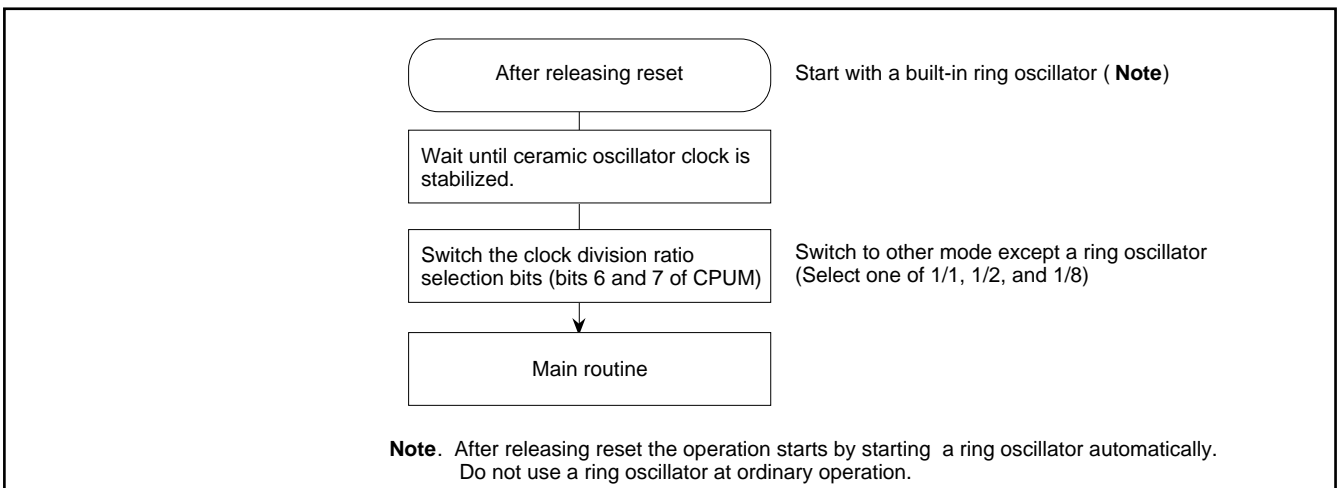 After releasing reset
Start with a built-in ring oscillator ( Note)
Wait until ceramic oscillator clock is
stabilized.
Switch the clock division ratio
selection bits (bits 6 and 7 of CPUM)
Switch to other mode except a ring oscillator
(Select one of 1/1, 1/2, and 1/8)
Main routine
Note. After releasing reset the operation starts by starting a ring oscillator automatically.
Do not use a ring oscillator at ordinary operation.